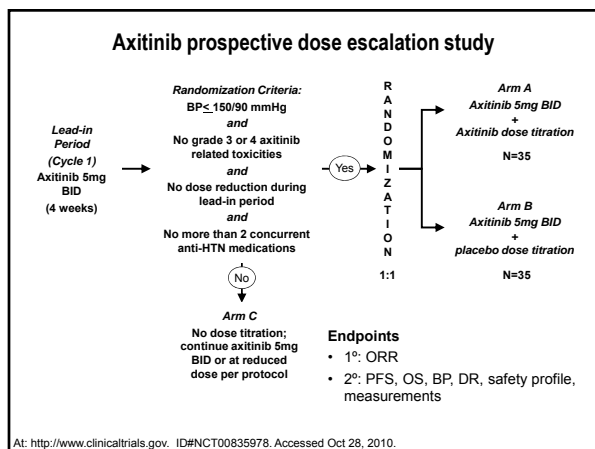 Axitinib prospective dose escalation study
Lead-in
Period
(Cycle 1)
Axitinib 5mg
BID
(4 weeks)
Randomization Criteria:
BP< 150/90 mmHg
and
No grade 3 or 4 axitinib
related toxicities
and
No dose reduction during
lead-in period
and
No more than 2 concurrent
anti-HTN medications
Yes
No
Arm C
No dose titration;
continue axitinib 5mg
BID or at reduced
dose per protocol
R
A
N
D
O
M
I
Z
A
T
I
O
N
1:1
Arm A
Axitinib 5mg BID
+
Axitinib dose titration
N=35
Arm B
Axitinib 5mg BID
+
placebo dose titration
N=35
Endpoints
• 1º: ORR
• 2º: PFS, OS, BP, DR, safety profile,
measurements
At: http://www.clinicaltrials.gov. ID#NCT00835978. Accessed Oct 28, 2010.